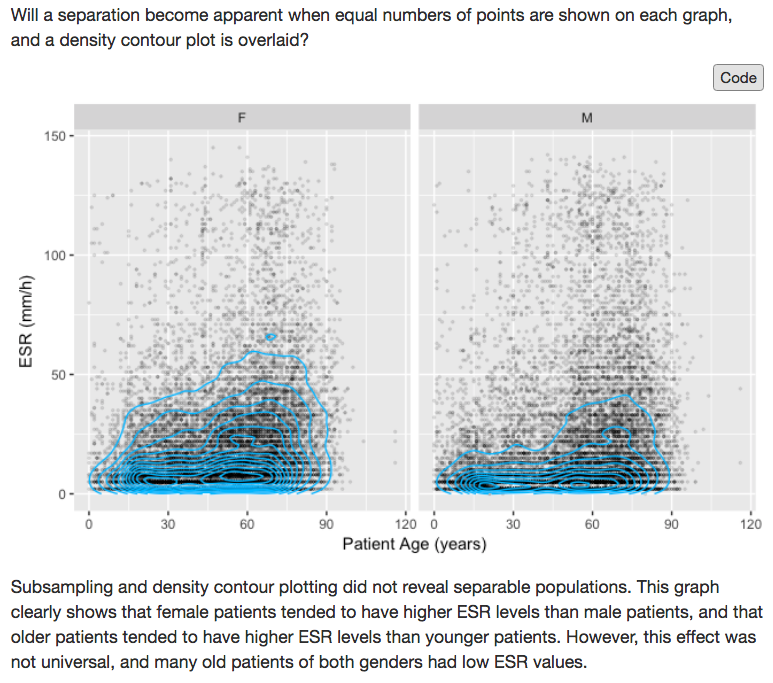 Will a separation become apparent when equal numbers of points are shown on each graph,
and a density contour plot is overlaid?
Code
F M
150
100
50
0
ESR (mm/h)
0 30 60 90 120 0 30 60 90 120
Patient Age (years)
Subsampling and density contour plotting did not reveal separable populations. This graph
clearly shows that female patients tended to have higher ESR levels than male patients, and that
older patients tended to have higher ESR levels than younger patients. However, this effect was
not universal, and many old patients of both genders had low ESR values.